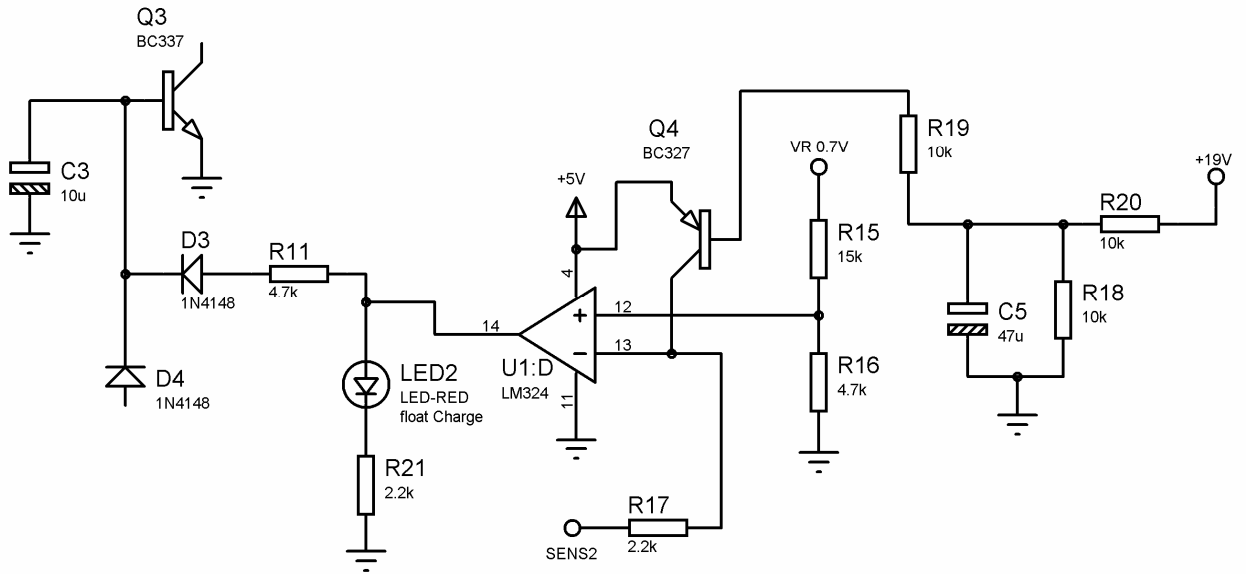 Q3
BC337
C3
10u
D3
1N4148
R11
4.7k
D4
1N4148
LED2
LED-RED
float Charge
R21
2.2k
+5V
4
14
+
12
-
13
U1:D
LM324
11
Q4
BC327
VR 0.7V
R15
15k
R16
4.7k
R17
2.2k
SENS2
R19
10k
+19V
R20
10k
C5
47u
R18
10k